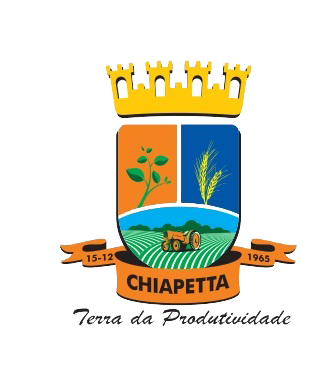 15-12 1965
CHIAPETTA
Terra da Produtividade